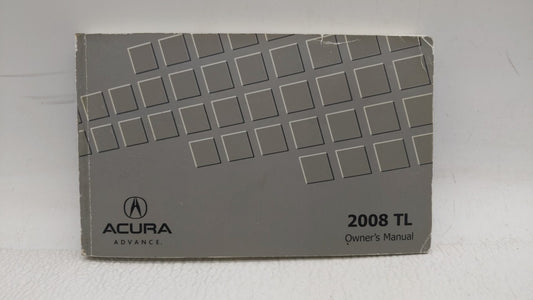 ACURA
ADVANCE.
2008 TL
Owner's Manual